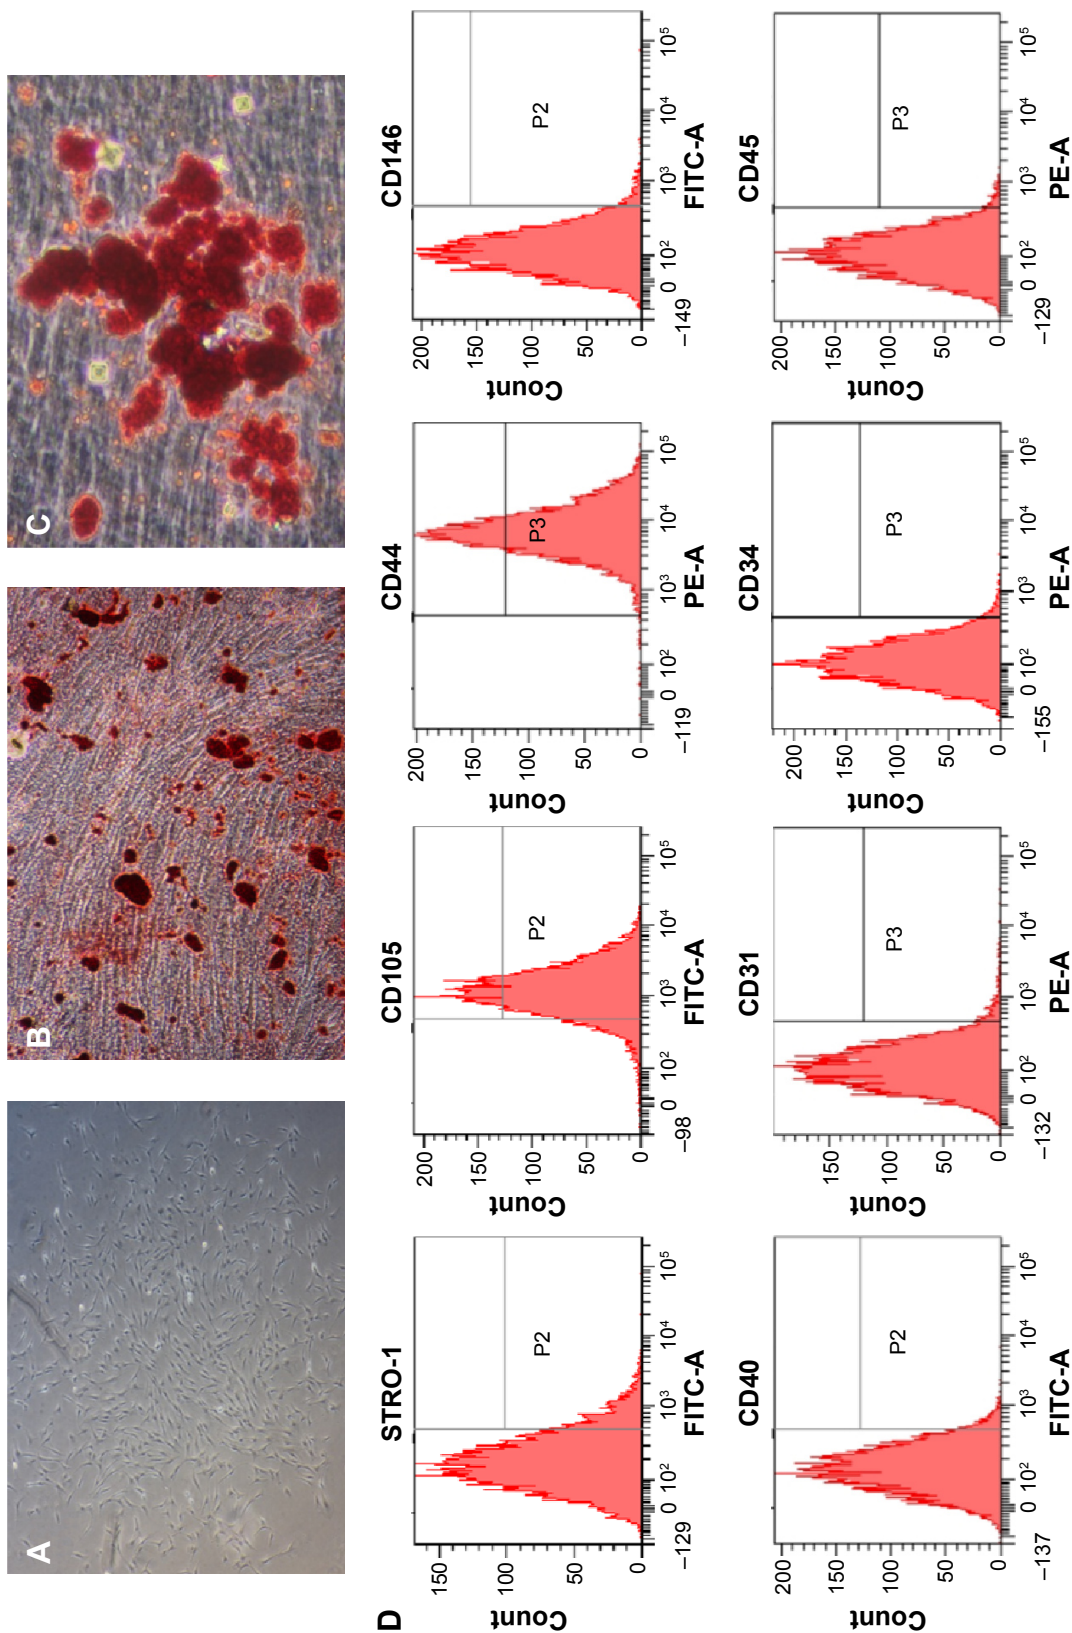 A
B
C
D
STRO-1
Count
150
100
50
0
P2
–129
0
10²
10³
10⁴
10⁵
FITC-A
CD105
Count
200
150
100
50
0
P2
–98
0
10²
10³
10⁴
10⁵
FITC-A
CD44
Count
200
150
100
50
0
P3
–119
0
10²
10³
10⁴
10⁵
PE-A
CD146
Count
200
150
100
50
0
P2
–149
0
10²
10³
10⁴
10⁵
FITC-A
CD40
Count
200
150
100
50
0
P2
–137
0
10²
10³
10⁴
10⁵
FITC-A
CD31
Count
150
100
50
0
P3
–132
0
10²
10³
10⁴
10⁵
PE-A
CD34
Count
200
150
100
50
0
P3
–155
0
10²
10³
10⁴
10⁵
PE-A
CD45
Count
200
150
100
50
0
P3
–129
0
10²
10³
10⁴
10⁵
PE-A